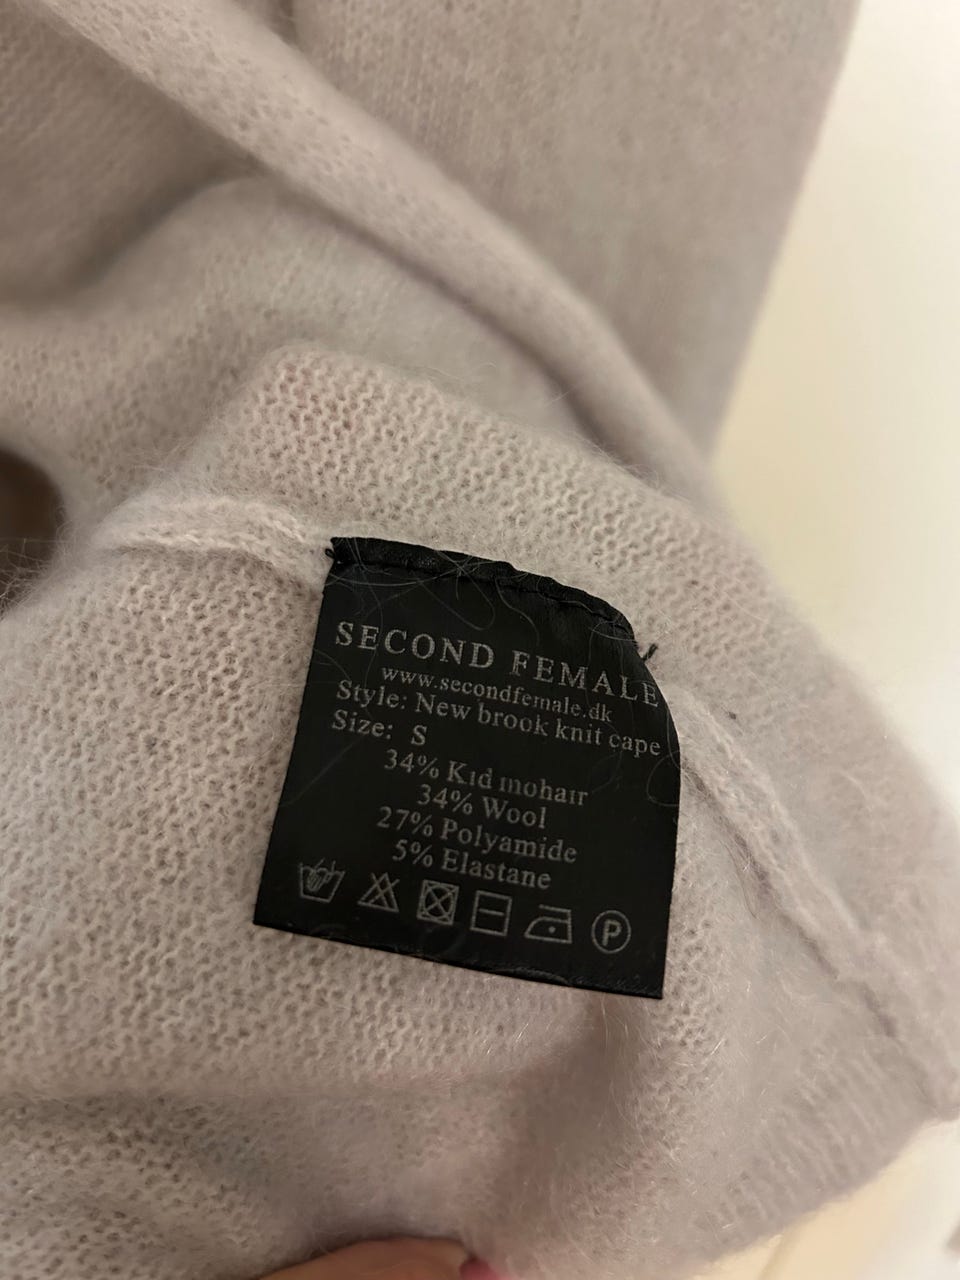 SECOND FEMALE
www.secondfemale.dk
Style: New brook knit cape
Size: S
34% Kid mohair
34% Wool
27% Polyamide
5% Elastane
P